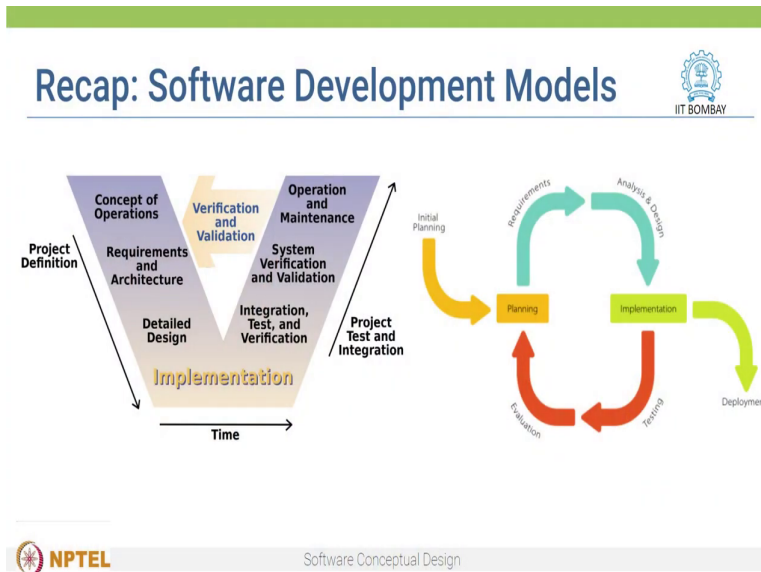 Recap: Software Development Models
IIT BOMBAY
Concept of
Operations
Verification
and
Validation
Operation
and
Maintenance
Project
Definition
Requirements
and
Architecture
System
Verification
and Validation
Detailed
Design
Integration,
Test, and
Verification
Project
Test and
Integration
Implementation
Time
Initial
Planning
Requirements
Analysis & Design
Planning
Implementation
Evaluation
Testing
Deployme
NPTEL
Software Conceptual Design